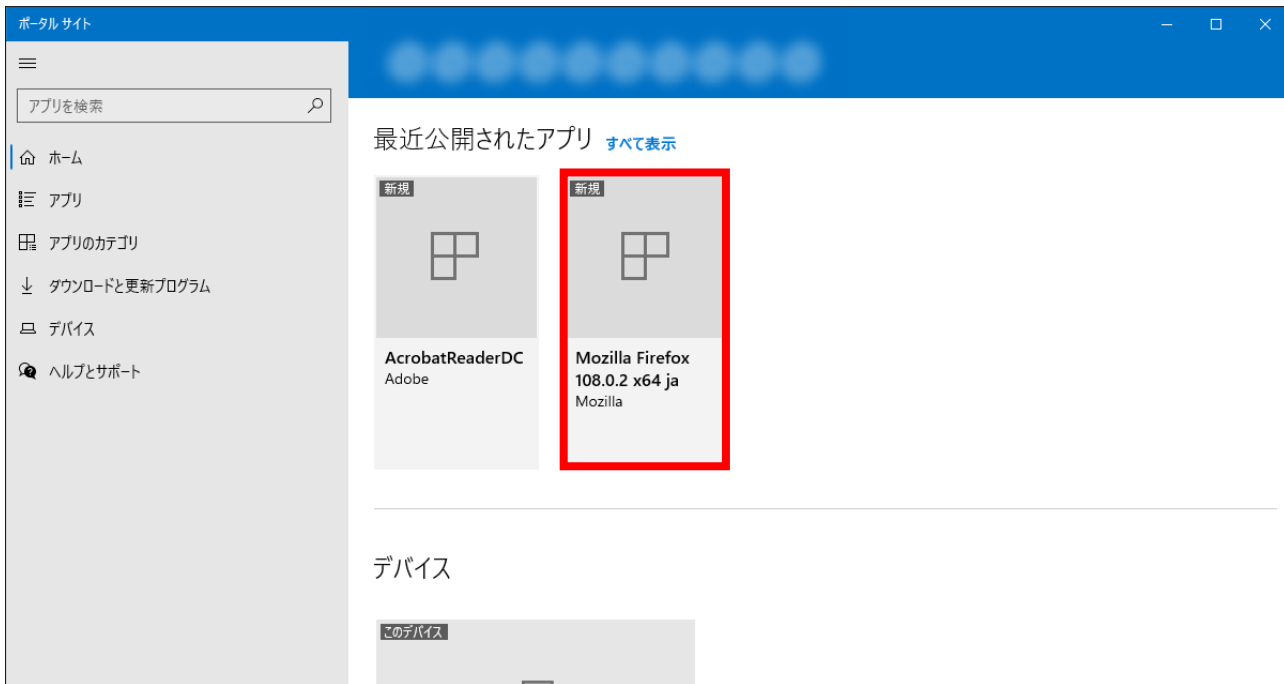 ポータル サイト
アプリを検索
ホーム
アプリ
アプリのカテゴリ
ダウンロードと更新プログラム
デバイス
ヘルプとサポート
最近公開されたアプリ すべて表示
新規
AcrobatReaderDC
Adobe
新規
Mozilla Firefox
108.0.2 x64 ja
Mozilla
デバイス
このデバイス